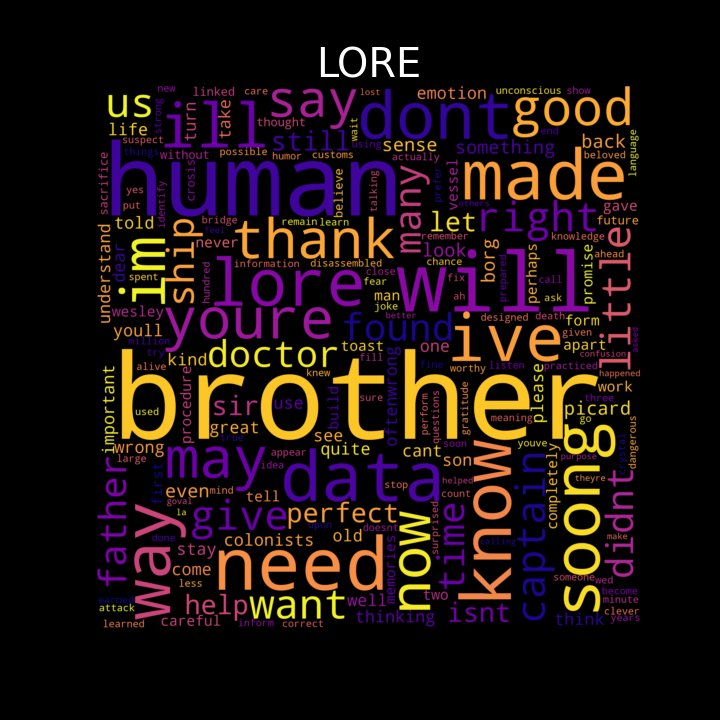 LORE
new
linked
care
unconscious
show
us
ill
say
dont
good
strong
turn
take
thought
emotion
wait
life
still
using
sense
something
back
end
language
suspect
things
without
possible
humor
customs
actually
beloved
human
made
crosis
believe
talking
many
vessel
prefer
others
sacrifice
yes
put
identify
told
bridge
feel
remain
learn
let
right
gave
future
im
ship
never
thank
remember
look
knowledge
understand
dear
information
disassembled
chance
borg
perhaps
ahead
little
spent
hundred
lore
close
fear
will
fix
prepared
call
promise
wesley
youre
man
joke
ah
designed
death
ask
form
youll
found
better
ive
given
apart
confusion
asked
million
try
doctor
toast
one
kind
fill
practiced
happened
alive
brother
knew
oftenwrong
fine
worthy
listen
please
work
important
used
procedure
sir
use
build
sure
perform
questions
gratitude
three
picard
meaning
youve
go
great
see
wrong
quite
cant
son
soon
purpose
theyre
dangerous
large
true
first
may
appear
idea
data
stop
helped
know
captain
completely
soong
crystal
father
way
even
mind
tell
count
goval
la
give
perfect
upon
now
surprised
time
didnt
make
done
stay
colonists
old
doesnt
memories
calling
someone
come
need
less
wed
become
earned
attack
help
want
well
two
minute
clever
learned
careful
inform
correct
thinking
isnt
think
years